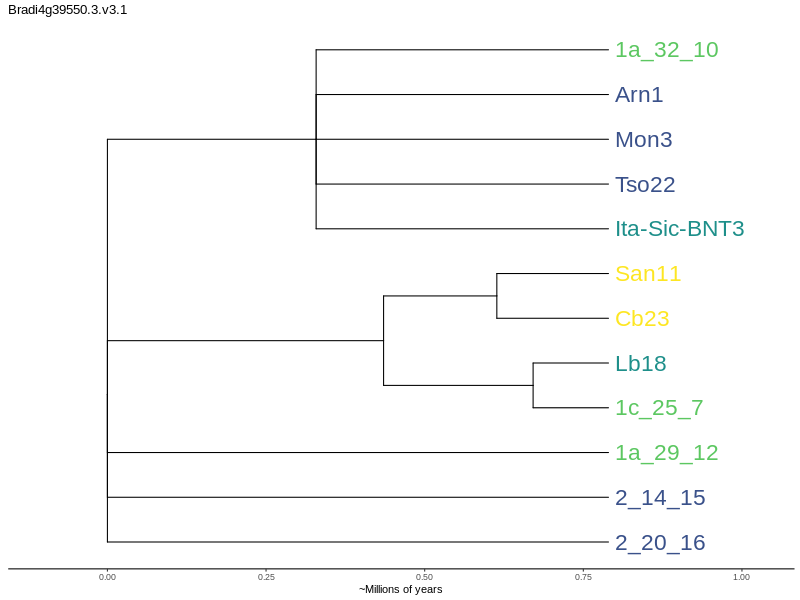 Bradi4g39550.3.v3.1
1a_32_10
Arn1
Mon3
Tso22
Ita-Sic-BNT3
San11
Cb23
Lb18
1c_25_7
1a_29_12
2_14_15
2_20_16
0.00 0.25 0.50 0.75 1.00
~Millions of years